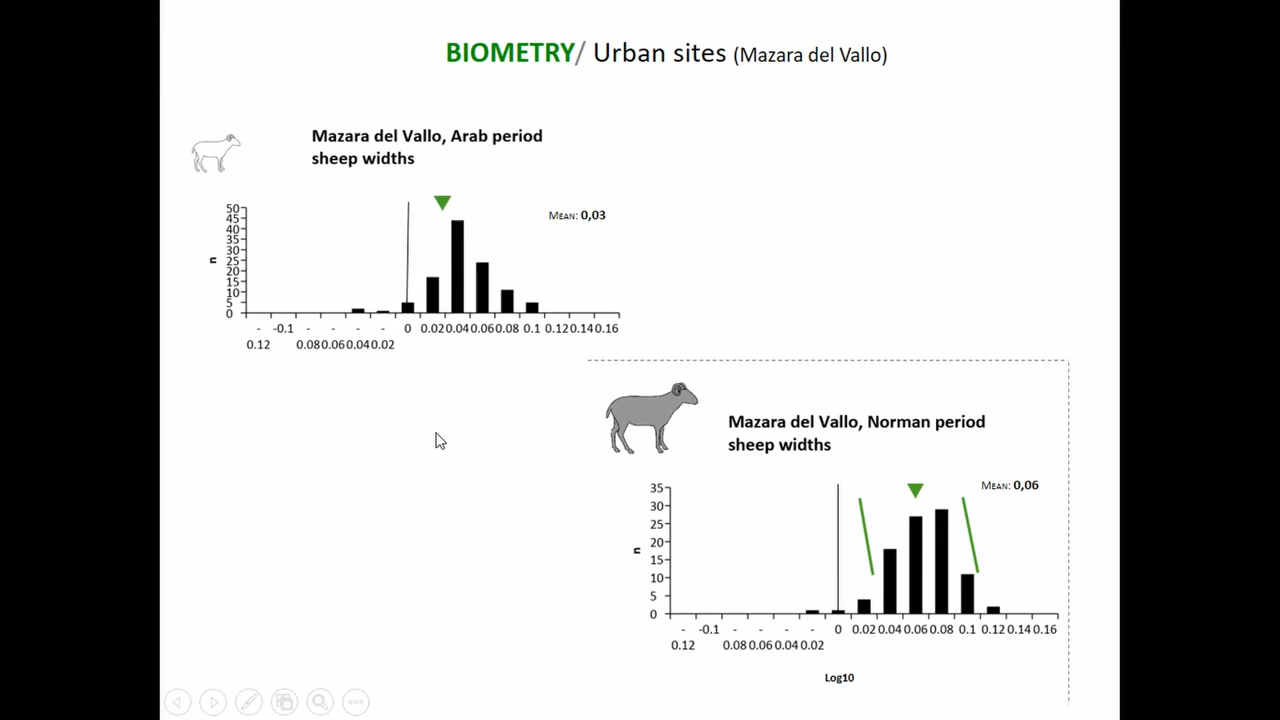 BIOMETRY/ Urban sites (Mazara del Vallo)
Mazara del Vallo, Arab period
sheep widths
MEAN: 0,03
50
45
40
35
30
25
20
15
10
5
0
n
- -0.1 - - - - 0 0.02 0.04 0.06 0.08 0.1 0.12 0.14 0.16
0.12 0.08 0.06 0.04 0.02
Mazara del Vallo, Norman period
sheep widths
MEAN: 0,06
35
30
25
20
15
10
5
0
n
- -0.1 - - - - 0 0.02 0.04 0.06 0.08 0.1 0.12 0.14 0.16
0.12 0.08 0.06 0.04 0.02
Log10